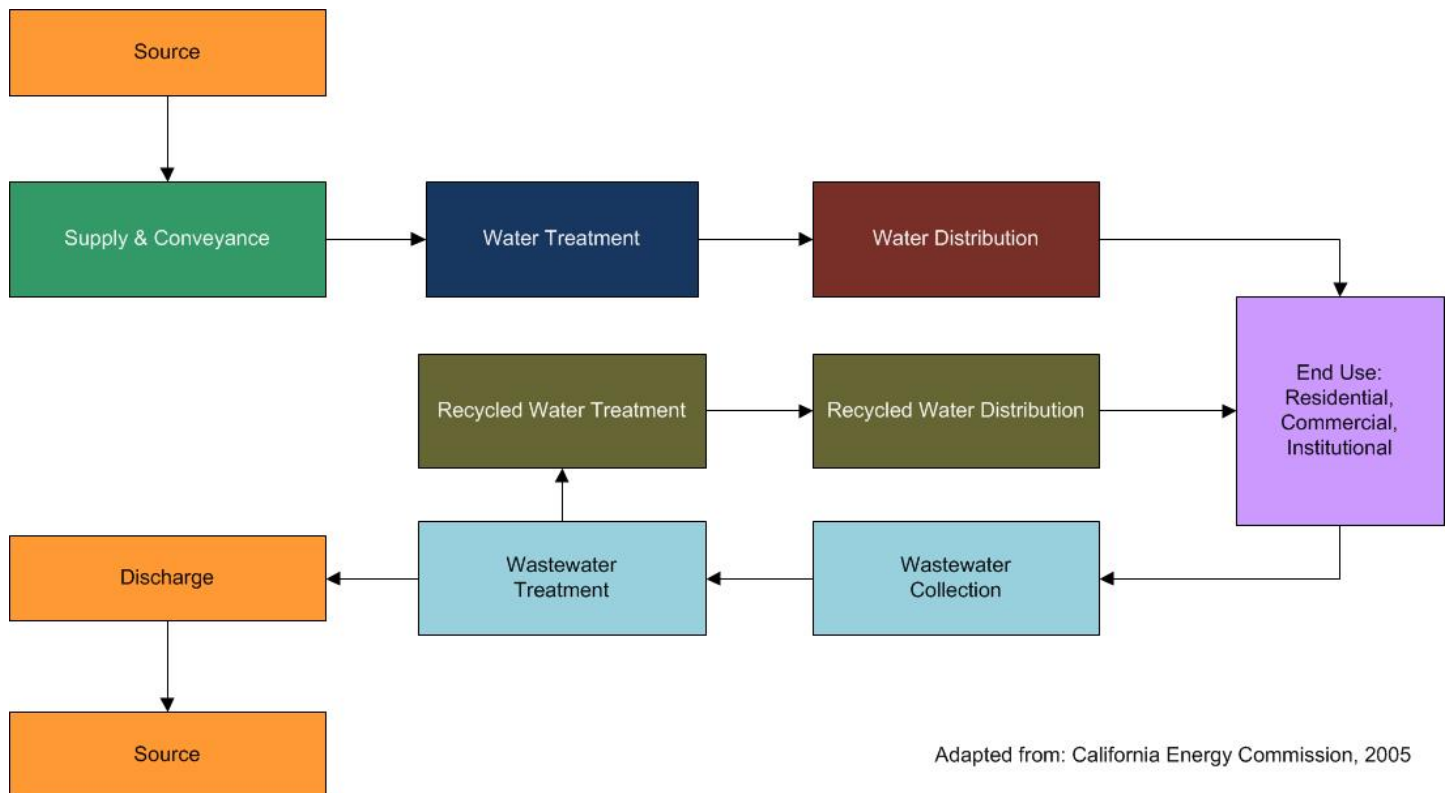 Source
Supply & Conveyance
Water Treatment
Water Distribution
End Use:
Residential,
Commercial,
Institutional
Recycled Water Treatment
Recycled Water Distribution
Discharge
Wastewater
Treatment
Wastewater
Collection
Source
Adapted from: California Energy Commission, 2005